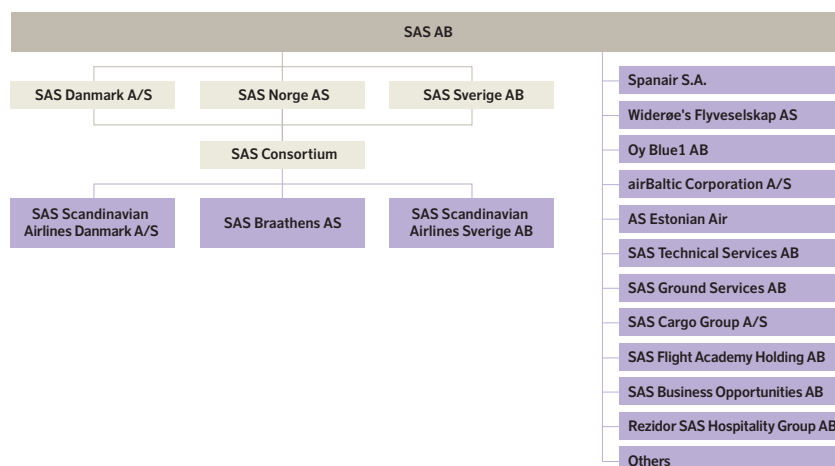 SAS AB
SAS Danmark A/S
SAS Norge AS
SAS Sverige AB
SAS Consortium
SAS Scandinavian
Airlines Danmark A/S
SAS Braathens AS
SAS Scandinavian
Airlines Sverige AB
Spanair S.A.
Widerøe's Flyveselskap AS
Oy Blue1 AB
airBaltic Corporation A/S
AS Estonian Air
SAS Technical Services AB
SAS Ground Services AB
SAS Cargo Group A/S
SAS Flight Academy Holding AB
SAS Business Opportunities AB
Rezidor SAS Hospitality Group AB
Others